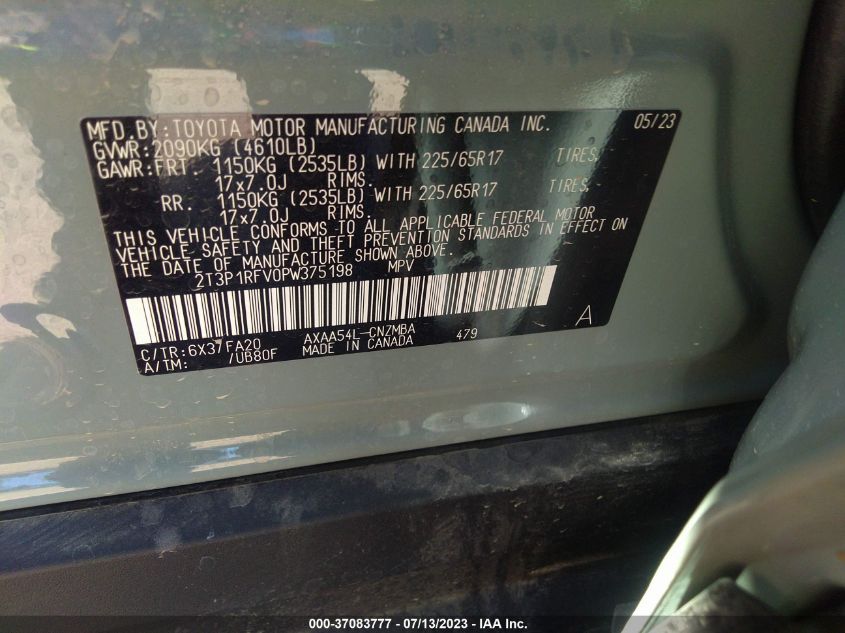 MFD.BY:TOYOTA MOTOR MANUFACTURING CANADA INC. 05/23
GVWR:2090KG (4610LB)
GAWR:FRT. 1150KG (2535LB) WITH 225/65R17 TIRES,
17x7.0J RIMS.
RR. 1150KG (2535LB) WITH 225/65R17 TIRES,
17x7.0J RIMS.
THIS VEHICLE CONFORMS TO ALL APPLICABLE FEDERAL MOTOR
VEHICLE SAFETY AND THEFT PREVENTION STANDARDS IN EFFECT ON
THE DATE OF MANUFACTURE SHOWN ABOVE.
2T3P1RFV0PW375198 MPV
C/TR:6X3/FA20 AXAA54L-CNZMBA 479 A
A/TM: /UB80F MADE IN CANADA
000-37083777 - 07/13/2023 - IAA Inc.